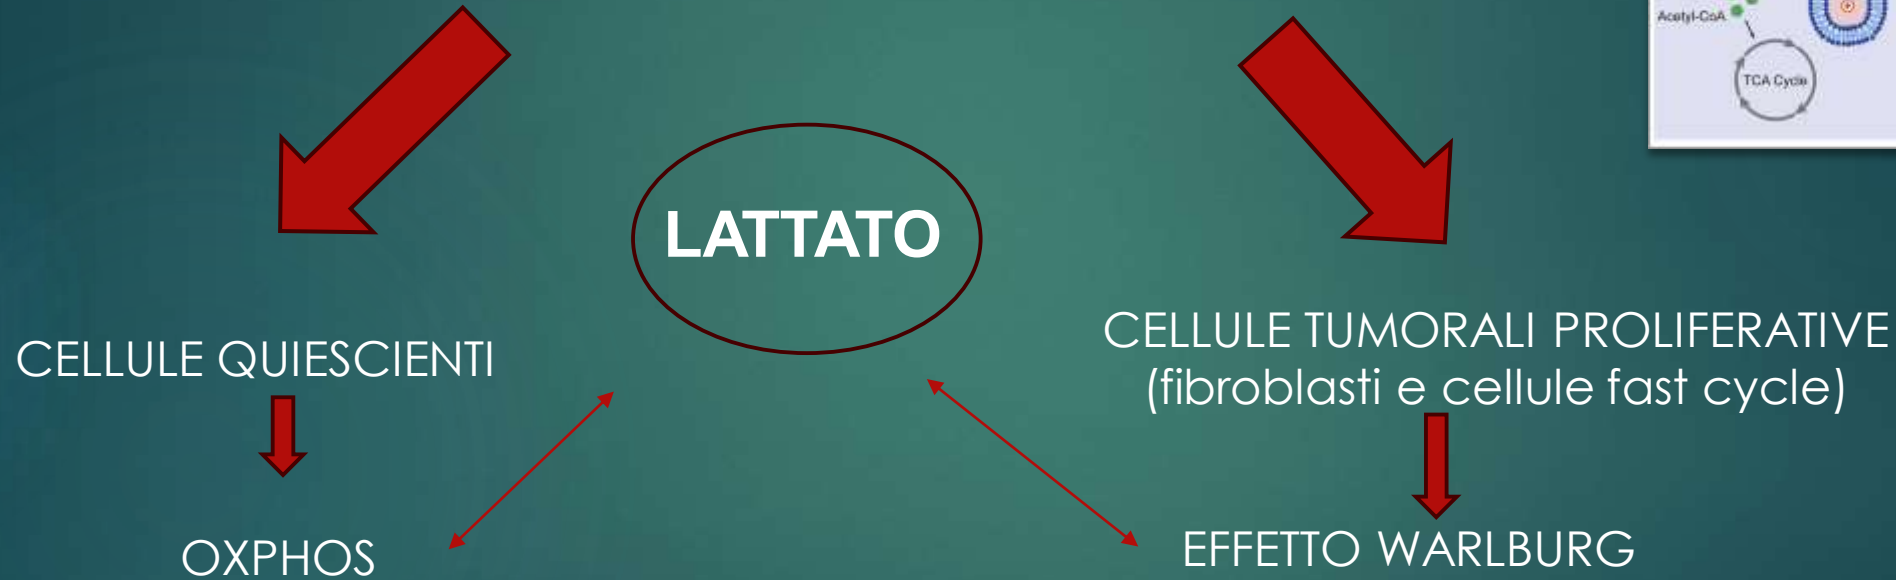 Acetyl-CoA
TCA Cycle
LATTATO
CELLULE QUIESCIENTI
CELLULE TUMORALI PROLIFERATIVE
(fibroblasti e cellule fast cycle)
OXPHOS
EFFETTO WARLBURG